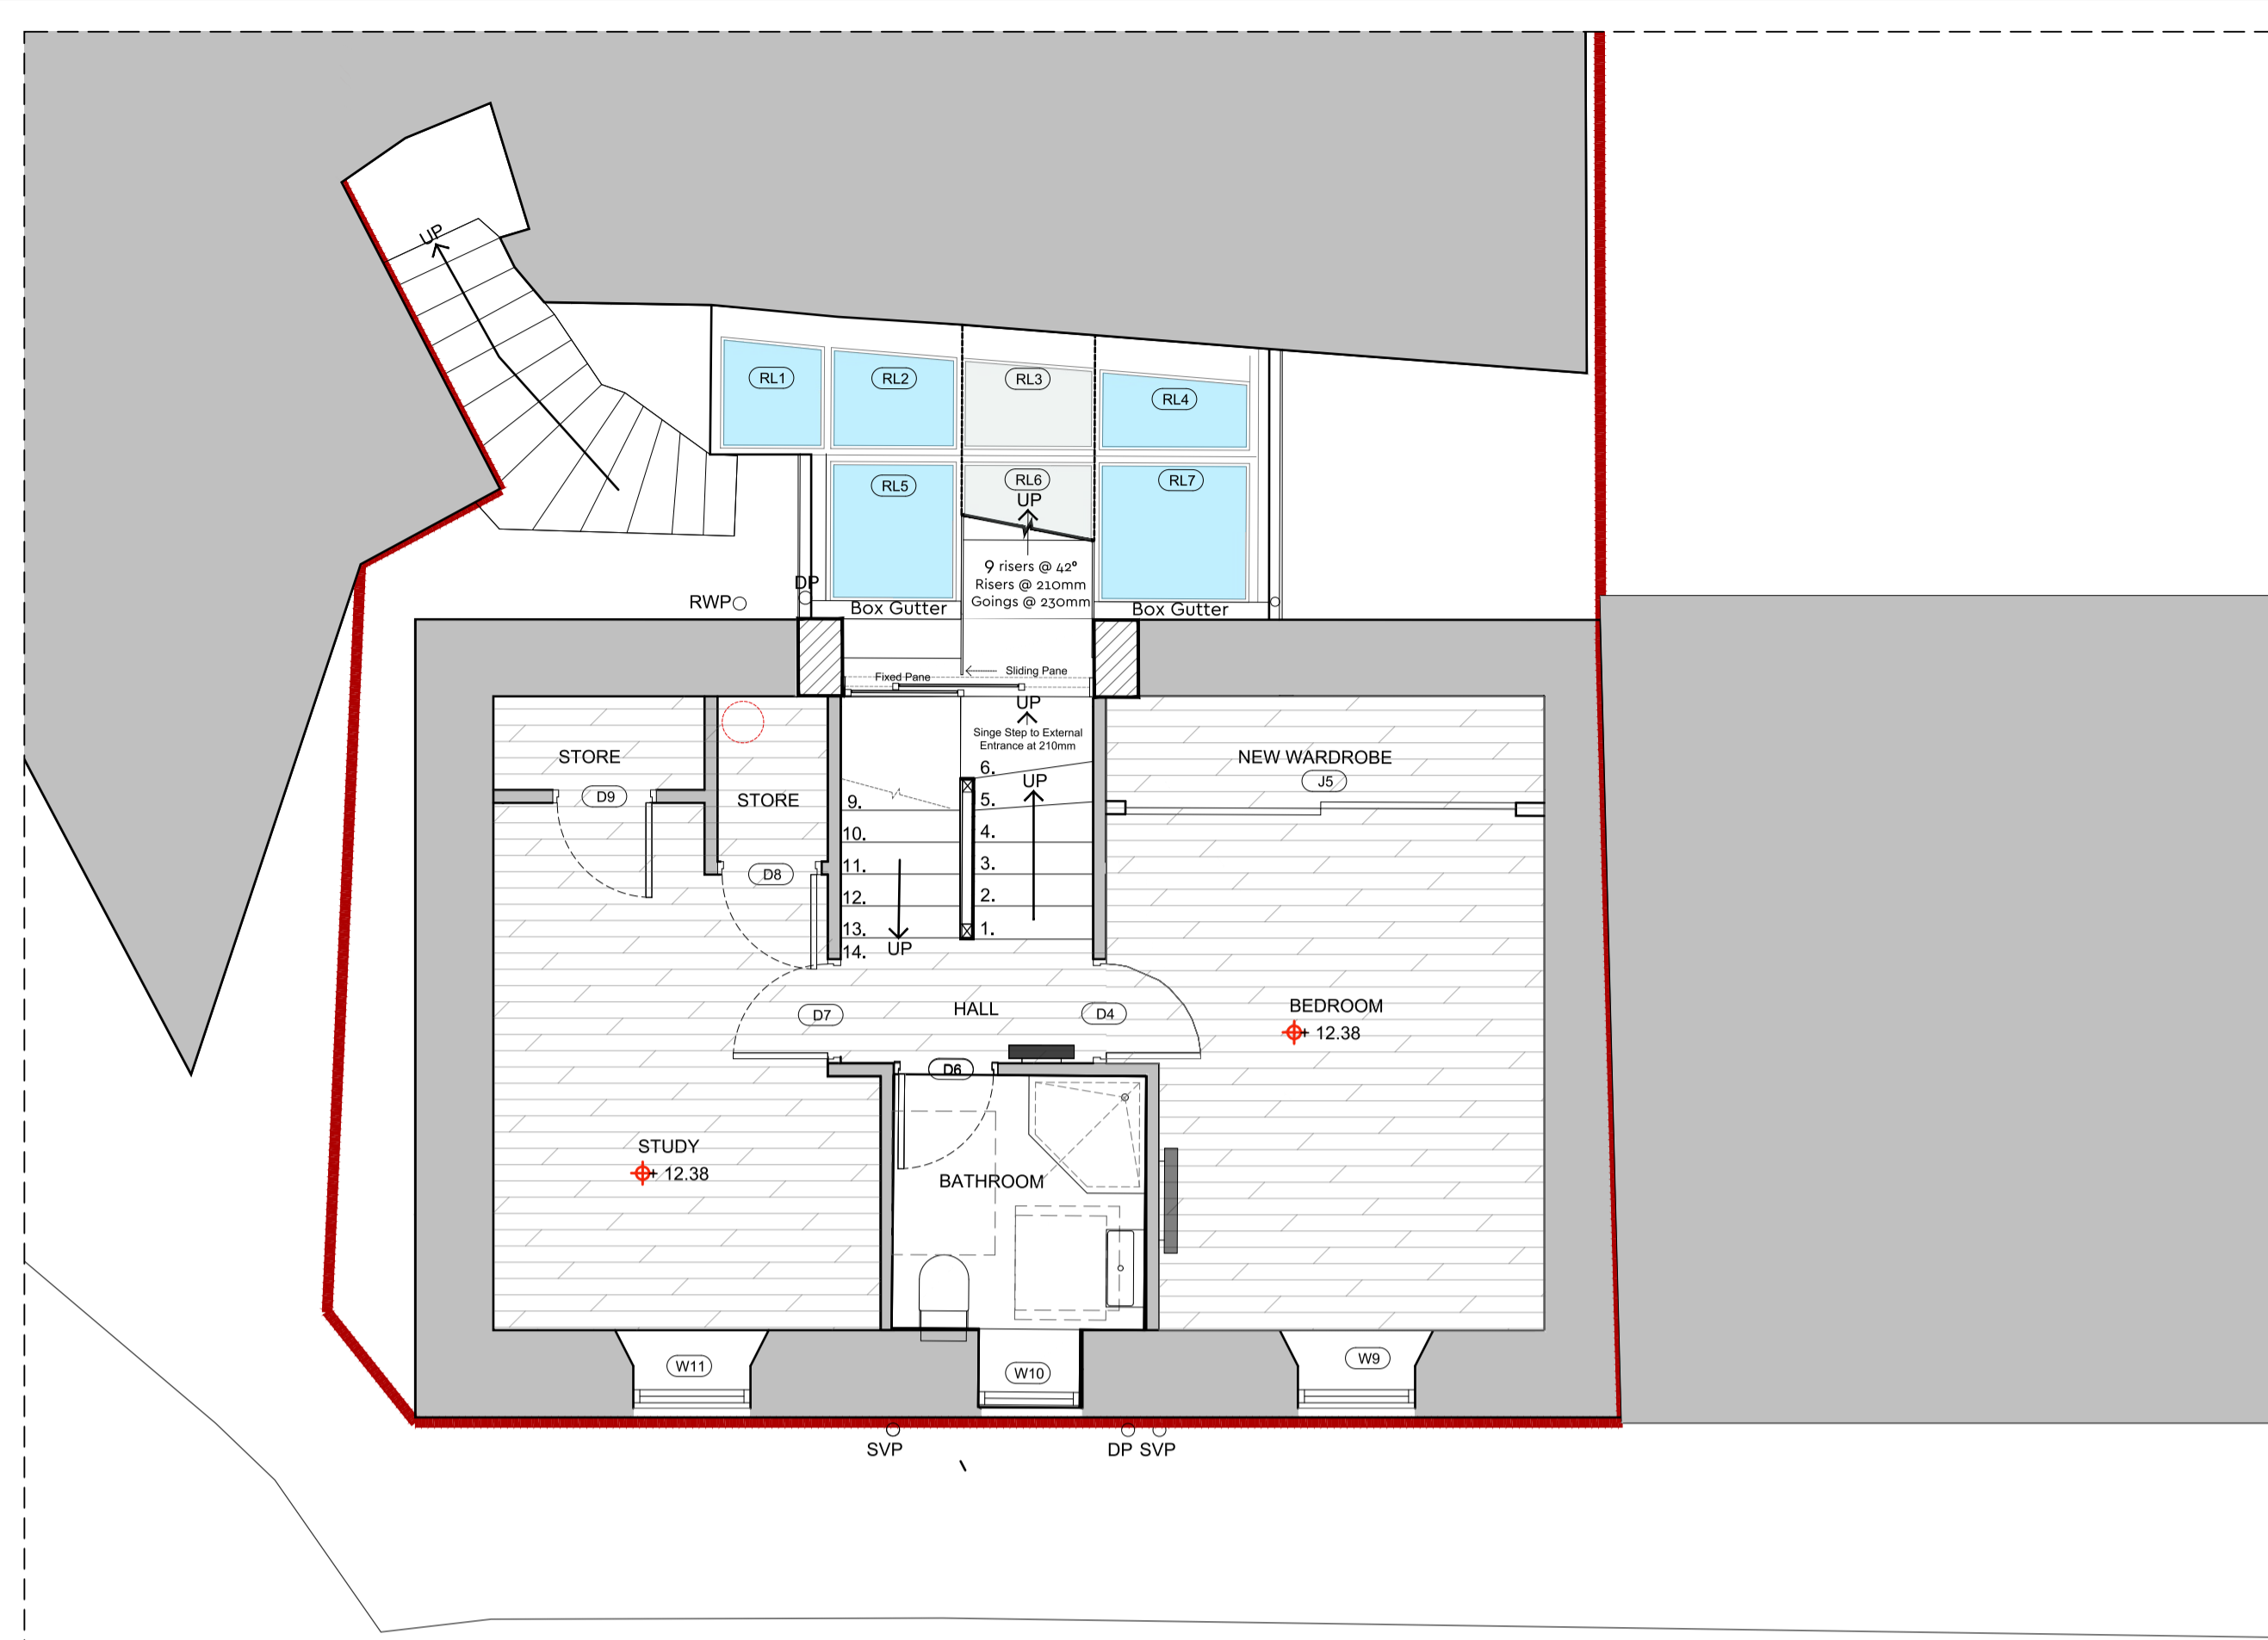 UP
RL1
RL2
RL3
RL4
RL5
RL6
RL7
UP
9 risers @ 42°
Risers @ 210mm
Goings @ 230mm
DP
RWP
Box Gutter
Box Gutter
Sliding Pane
Fixed Pane
UP
Singe Step to External
Entrance at 210mm
STORE
D9
STORE
D8
NEW WARDROBE
J5
6.
UP
5.
4.
3.
2.
1.
9.
10.
11.
12.
13.
14.
UP
D7
HALL
D4
BEDROOM
+ 12.38
D6
STUDY
+ 12.38
BATHROOM
W11
W10
W9
SVP
DP SVP